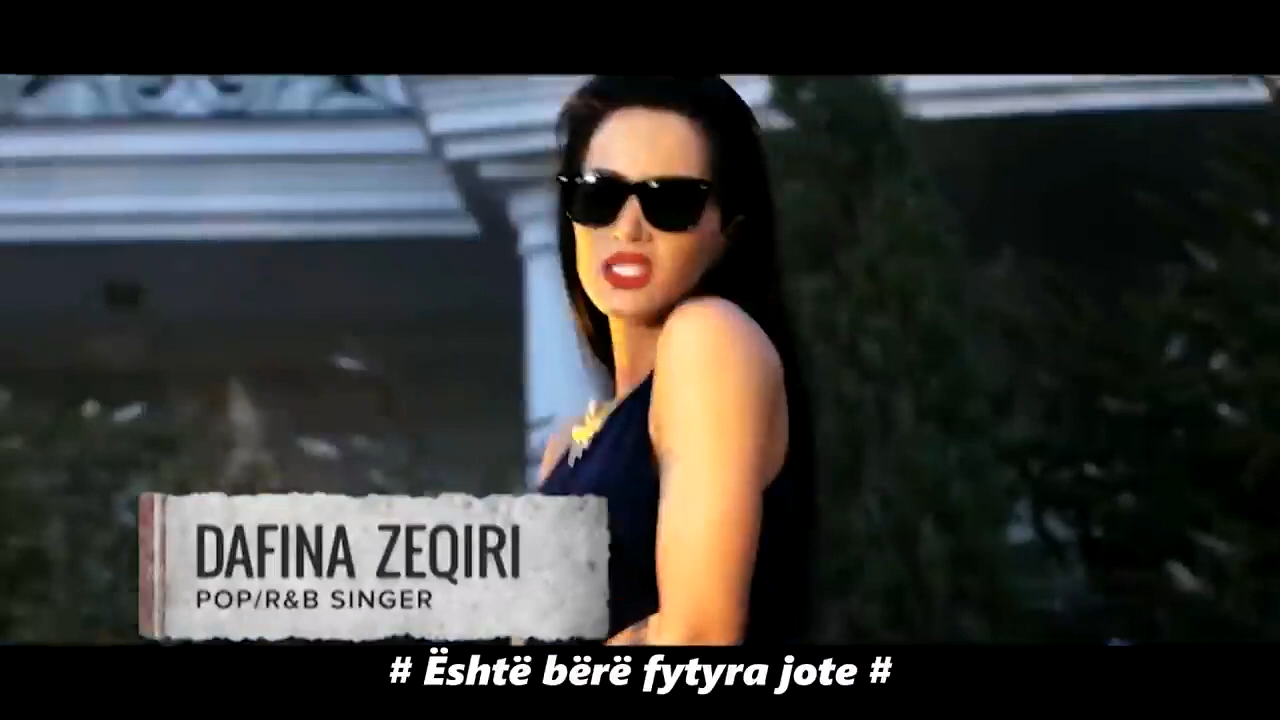 DAFINA ZEQIRI
POP/R&B SINGER
# Është bërë fytyra jote #